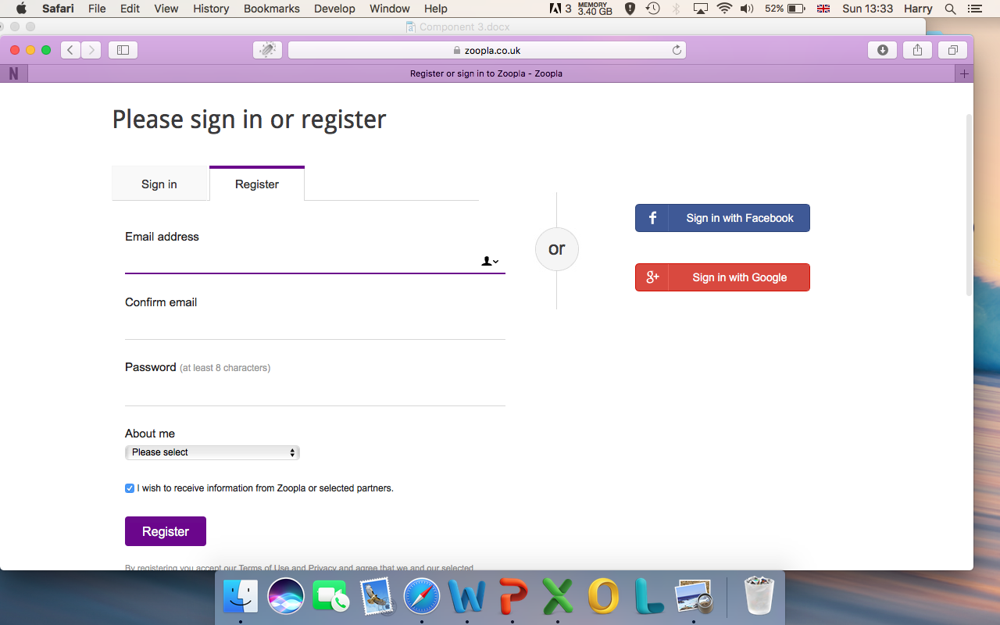 Safari File Edit View History Bookmarks Develop Window Help 3 MEMORY 3.40 GB 52% Sun 13:33 Harry
Component 3.docx
zoopla.co.uk
N Register or sign in to Zoopla - Zoopla
Please sign in or register
Sign in Register
Email address
Confirm email
Password (at least 8 characters)
About me
Please select
I wish to receive information from Zoopla or selected partners.
Register
By registering you accept our Terms of Use and Privacy and agree that we and our selected
or
f Sign in with Facebook
g+ Sign in with Google
W P X O L